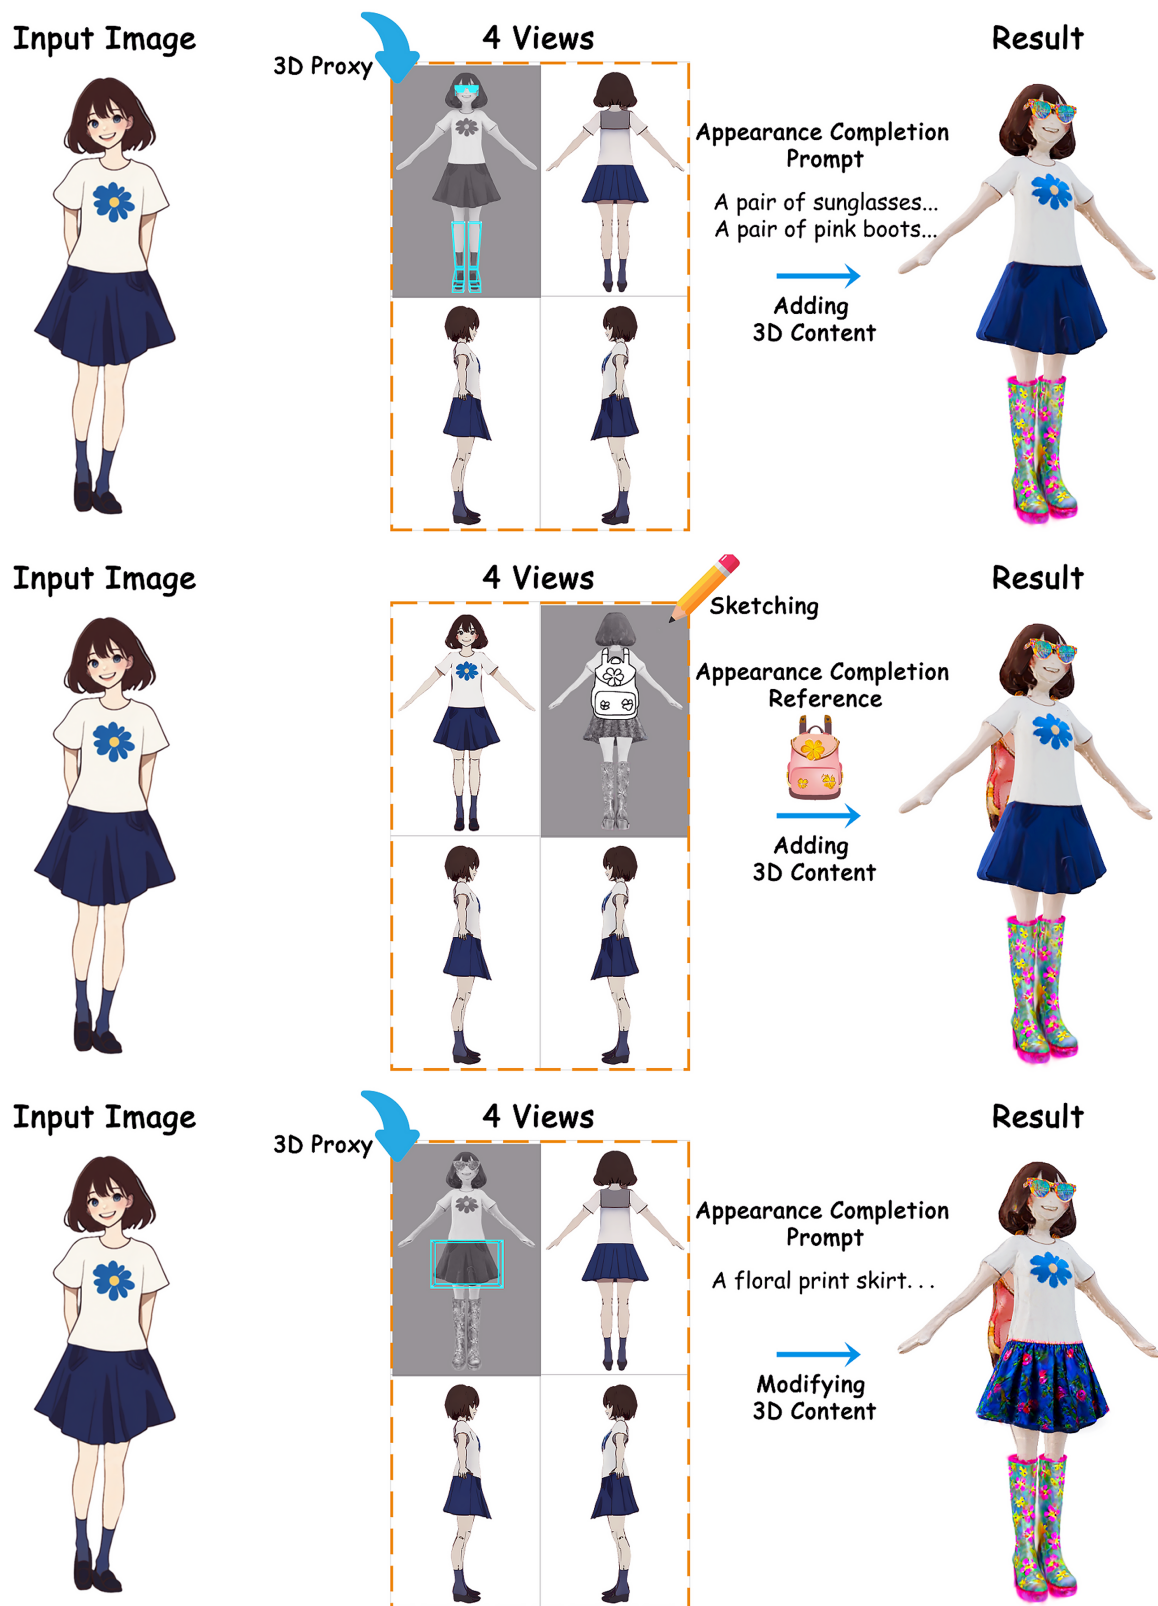 Input Image
4 Views
Result
3D Proxy
Appearance Completion
Prompt
A pair of sunglasses...
A pair of pink boots...
Adding
3D Content
Input Image
4 Views
Result
Sketching
Appearance Completion
Reference
Adding
3D Content
Input Image
4 Views
Result
3D Proxy
Appearance Completion
Prompt
A floral print skirt...
Modifying
3D Content